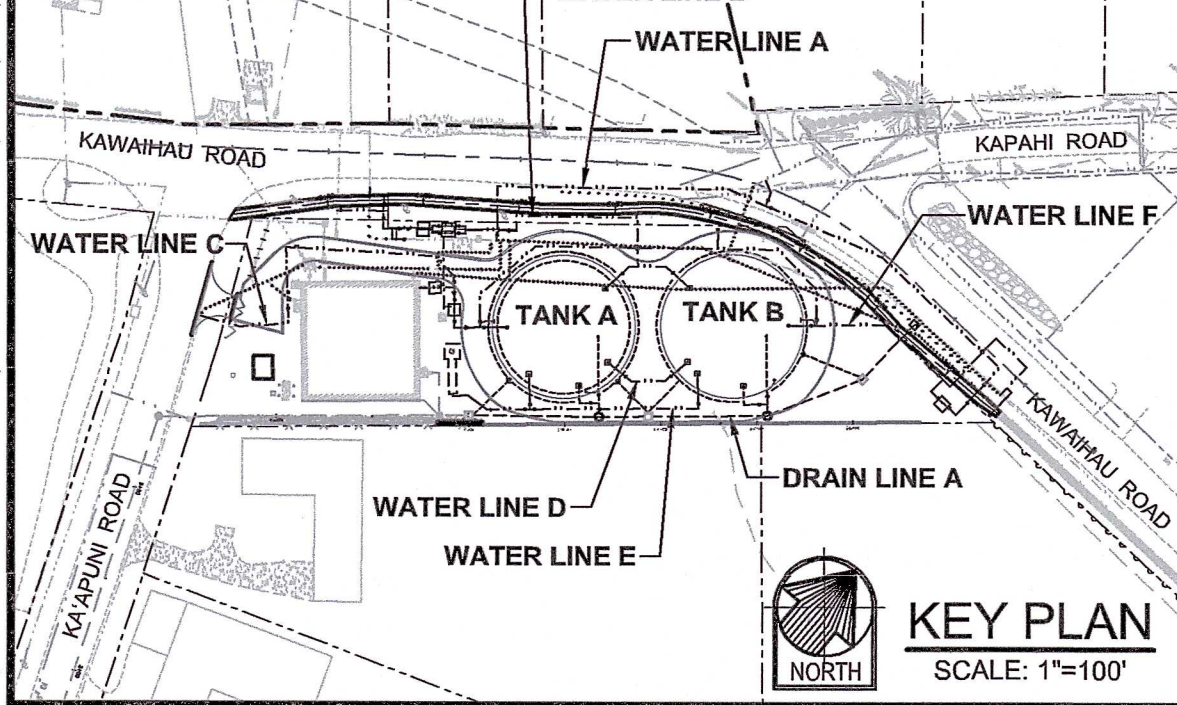 WATER LINE A
KAWAIHAU ROAD
KAPAHI ROAD
WATER LINE C
WATER LINE F
TANK A
TANK B
KAWAIHAU ROAD
DRAIN LINE A
WATER LINE D
WATER LINE E
KA'APUNI ROAD
NORTH
KEY PLAN
SCALE: 1"=100'